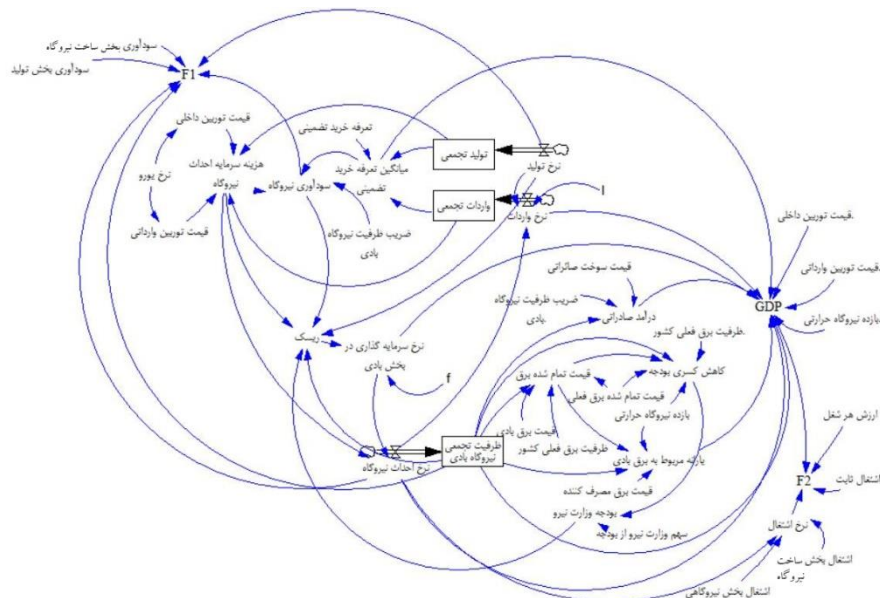 سودآوری بخش ساخت نیروگاه
سودآوری بخش تولید
F1
قیمت توربین داخلی
تعرفه خرید تضمینی
تولید تجمعی
نرخ تولید
هزینه سرمایه احداث
نیروگاه
سودآوری نیروگاه
میانگین تعرفه خرید
تضمینی
نرخ یورو
واردات تجمعی
نرخ واردات
I
قیمت توربین وارداتی
ضریب ظرفیت نیروگاه
بادی
قیمت توربین داخلی.
قیمت توربین وارداتی.
GDP
بازده نیروگاه حرارتی.
قیمت سوخت صادراتی
ضریب ظرفیت نیروگاه
بادی.
درآمد صادراتی
ظرفیت برق فعلی کشور.
ریسک
نرخ سرمایه گذاری در
بخش بادی
f
کاهش کسری بودجه
قیمت تمام شده برق
قیمت تمام شده برق فعلی
بازده نیروگاه حرارتی
قیمت برق بادی
ظرفیت برق فعلی کشور
یارانه مربوط به برق بادی
ظرفیت تجمعی
نیروگاه بادی
نرخ احداث نیروگاه
قیمت برق مصرف کننده
بودجه وزارت نیرو
سهم وزارت نیرو از بودجه
ارزش هر شغل
F2
اشتغال ثابت
نرخ اشتغال
اشتغال بخش ساخت
نیروگاه
اشتغال بخش نیروگاهی